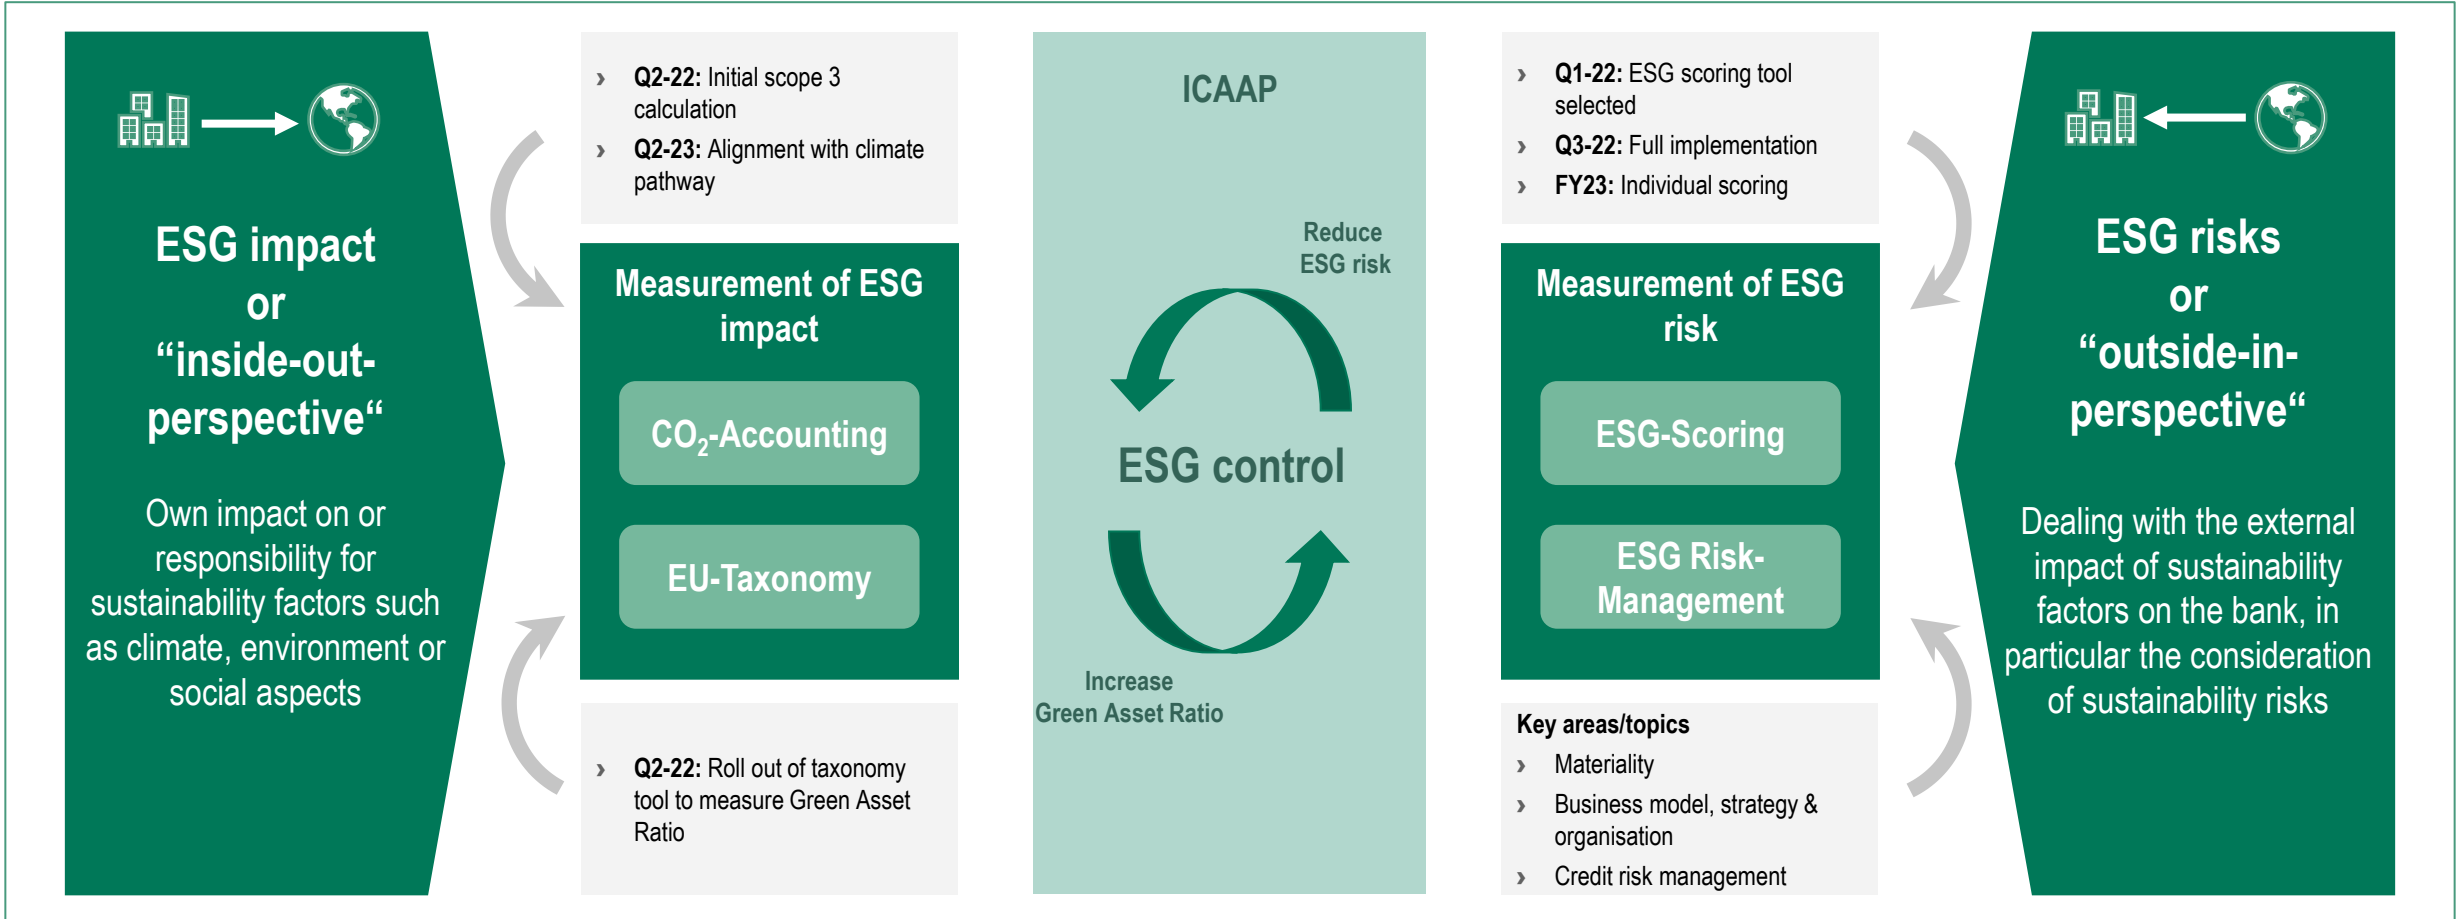 ESG impact
or
“inside-out-
perspective“
Own impact on or
responsibility for
sustainability factors such
as climate, environment or
social aspects
› Q2-22: Initial scope 3
calculation
› Q2-23: Alignment with climate
pathway
Measurement of ESG
impact
CO₂-Accounting
EU-Taxonomy
› Q2-22: Roll out of taxonomy
tool to measure Green Asset
Ratio
ICAAP
Reduce
ESG risk
ESG control
Increase
Green Asset Ratio
› Q1-22: ESG scoring tool
selected
› Q3-22: Full implementation
› FY23: Individual scoring
Measurement of ESG
risk
ESG-Scoring
ESG Risk-
Management
Key areas/topics
› Materiality
› Business model, strategy &
organisation
› Credit risk management
ESG risks
or
“outside-in-
perspective“
Dealing with the external
impact of sustainability
factors on the bank, in
particular the consideration
of sustainability risks